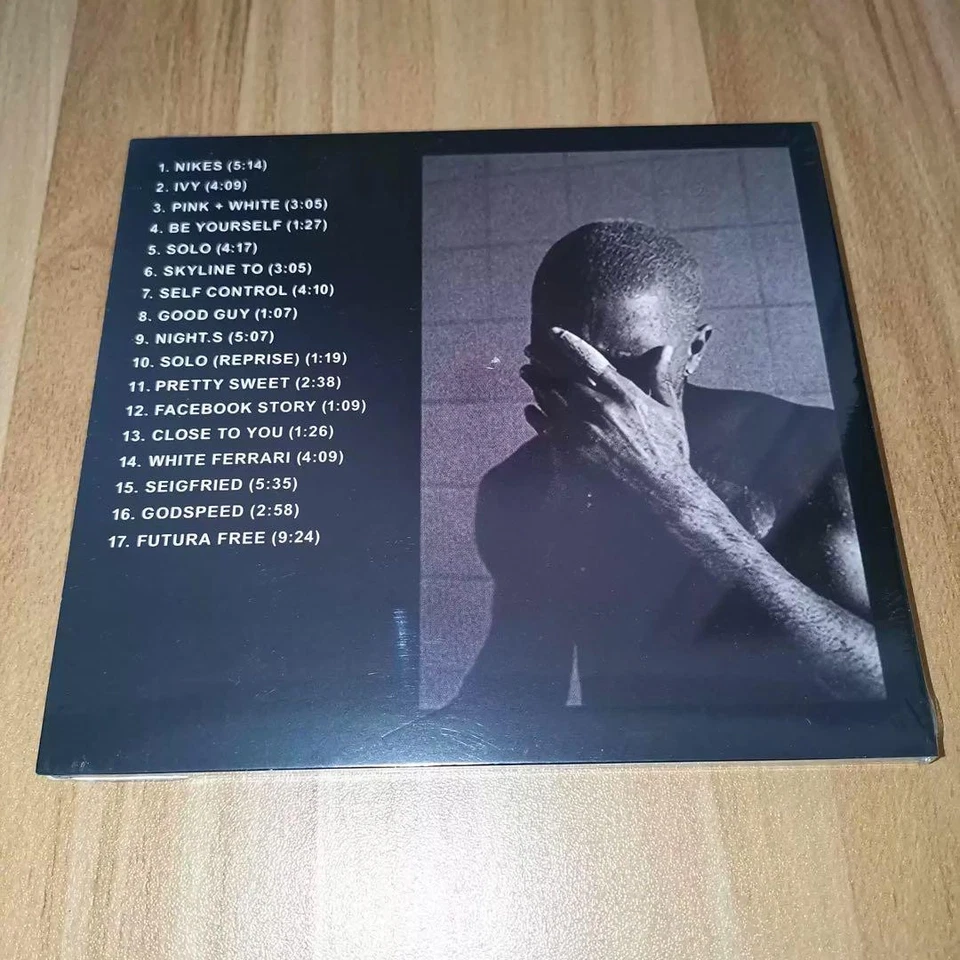 1. NIKES (5:14)
2. IVY (4:09)
3. PINK + WHITE (3:05)
4. BE YOURSELF (1:27)
5. SOLO (4:17)
6. SKYLINE TO (3:05)
7. SELF CONTROL (4:10)
8. GOOD GUY (1:07)
9. NIGHT.S (5:07)
10. SOLO (REPRISE) (1:19)
11. PRETTY SWEET (2:38)
12. FACEBOOK STORY (1:09)
13. CLOSE TO YOU (1:26)
14. WHITE FERRARI (4:09)
15. SEIGFRIED (5:35)
16. GODSPEED (2:58)
17. FUTURA FREE (9:24)